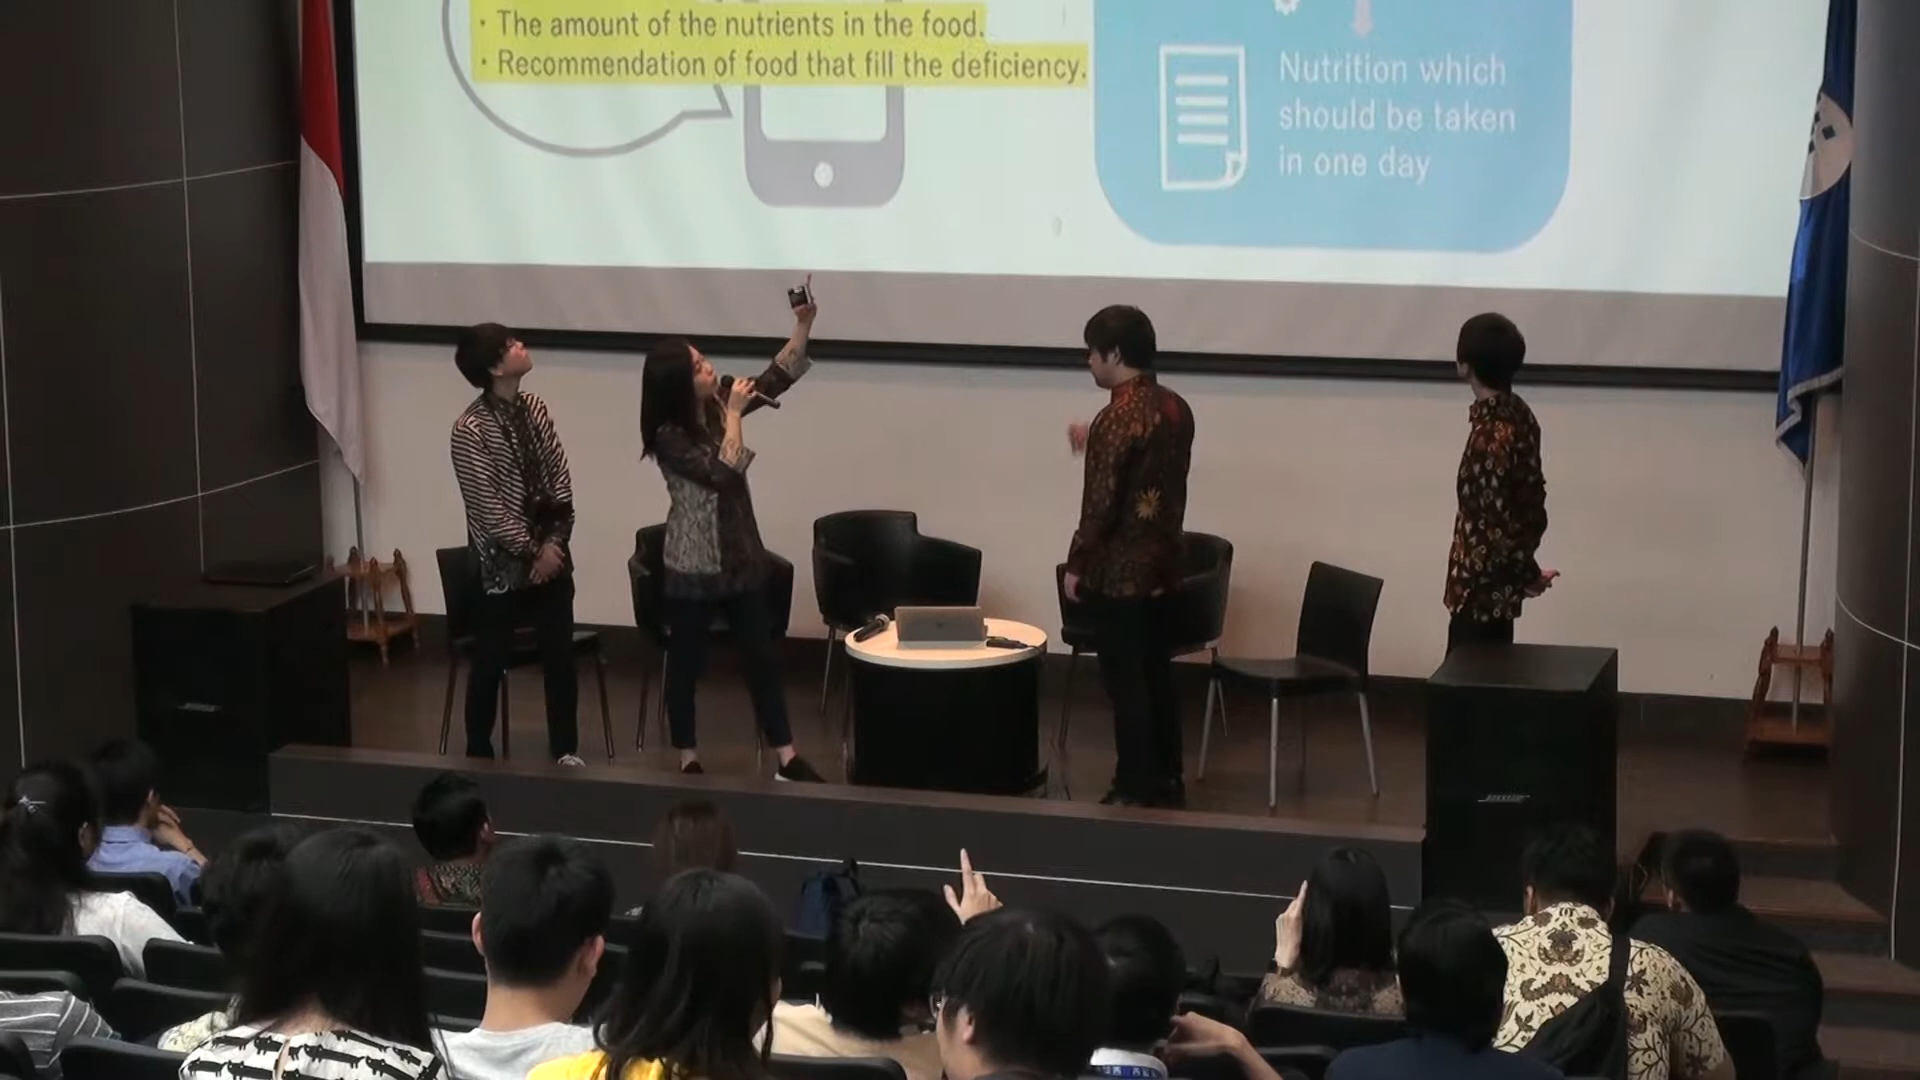 · The amount of the nutrients in the food.
· Recommendation of food that fill the deficiency.
Nutrition which
should be taken
in one day